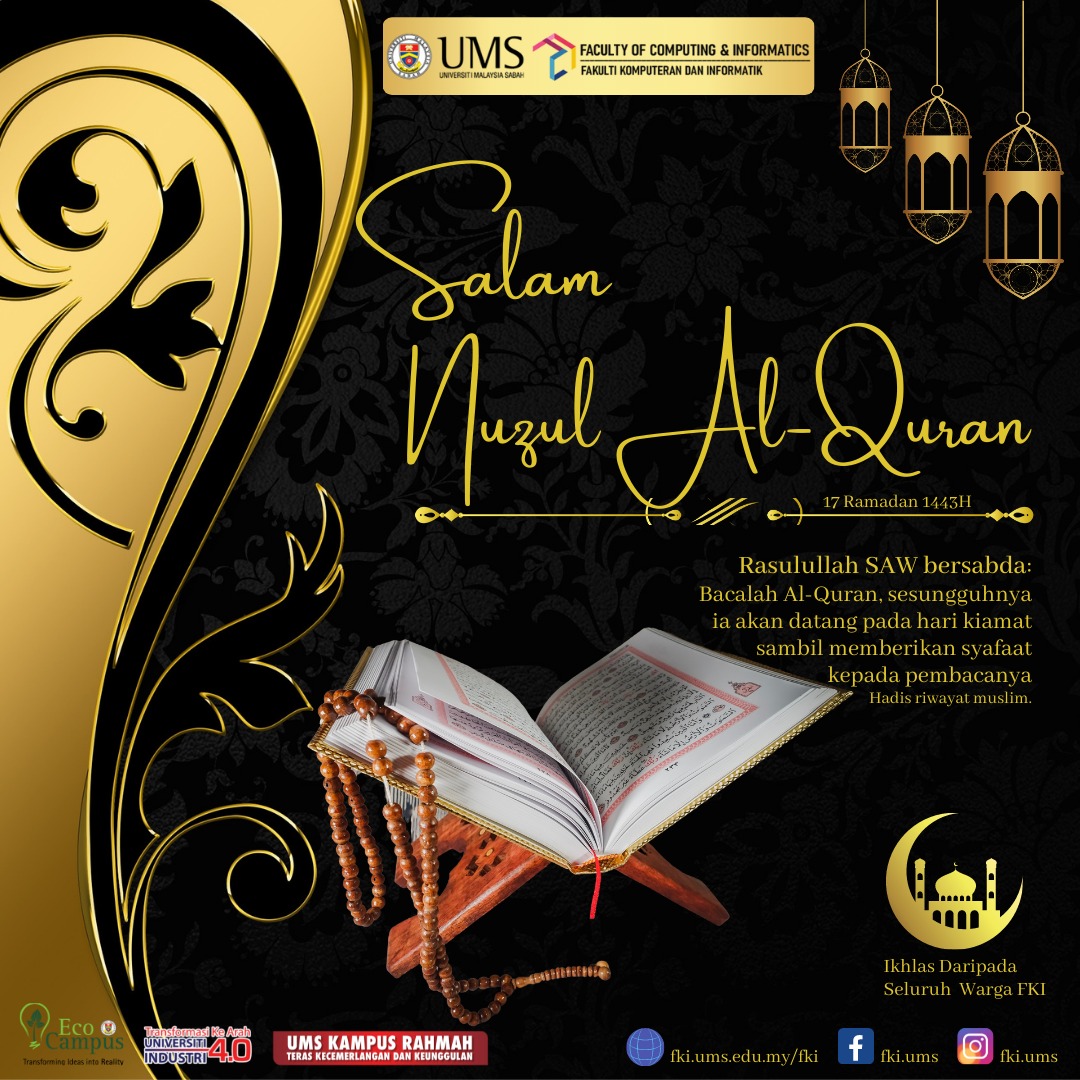 UMS
UNIVERSITI MALAYSIA SABAH
FACULTY OF COMPUTING & INFORMATICS
FAKULTI KOMPUTERAN DAN INFORMATIK
Salam
Nuzul Al-Quran
17 Ramadan 1443H
Rasulullah SAW bersabda:
Bacalah Al-Quran, sesungguhnya
ia akan datang pada hari kiamat
sambil memberikan syafaat
kepada pembacanya
Hadis riwayat muslim.
Ikhlas Daripada
Seluruh Warga FKI
Eco
Campus
Transforming Ideas into Reality
Transformasi Ke Arah
UNIVERSITI
INDUSTRI 4.0
UMS KAMPUS RAHMAH
TERAS KECEMERLANGAN DAN KEUNGGULAN
fki.ums.edu.my/fki
fki.ums
fki.ums